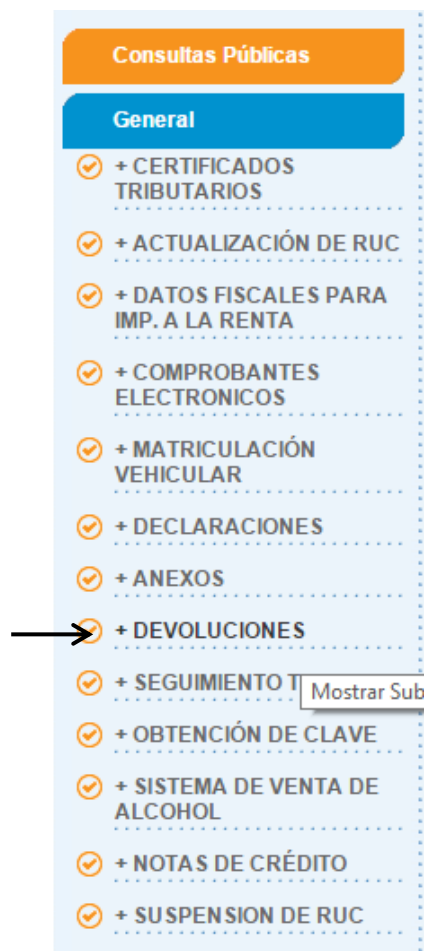 Consultas Públicas
General
+ CERTIFICADOS
TRIBUTARIOS
+ ACTUALIZACIÓN DE RUC
+ DATOS FISCALES PARA
IMP. A LA RENTA
+ COMPROBANTES
ELECTRONICOS
+ MATRICULACIÓN
VEHICULAR
+ DECLARACIONES
+ ANEXOS
+ DEVOLUCIONES
+ SEGUIMIENTO T
Mostrar Sub
+ OBTENCIÓN DE CLAVE
+ SISTEMA DE VENTA DE
ALCOHOL
+ NOTAS DE CRÉDITO
+ SUSPENSION DE RUC